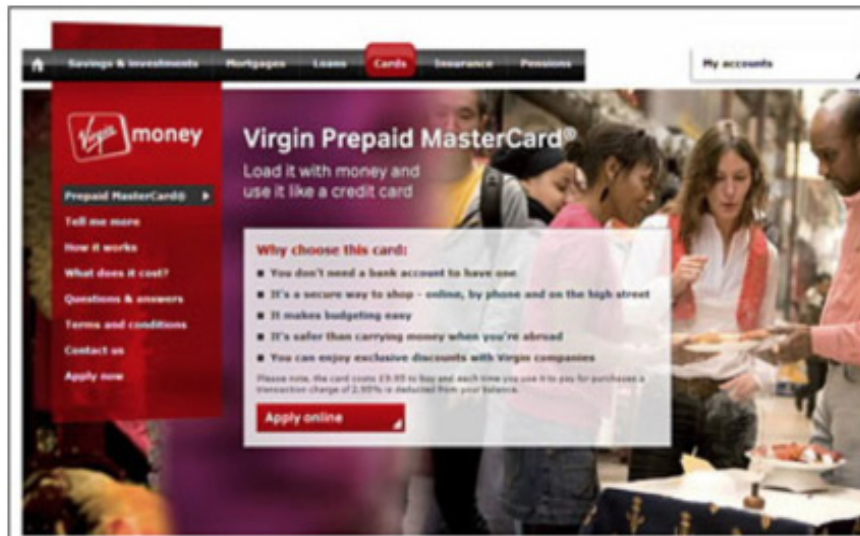 Savings & investments Mortgages Loans Cards Insurance Pensions My accounts
Virgin money
Prepaid MasterCard®
Tell me more
How it works
What does it cost?
Questions & answers
Terms and conditions
Contact us
Apply now
Virgin Prepaid MasterCard®
Load it with money and
use it like a credit card
Why choose this card:
You don't need a bank account to have one
It's a secure way to shop - online, by phone and on the high street
It makes budgeting easy
It's safer than carrying money when you're abroad
You can enjoy exclusive discounts with Virgin companies
Please note, the card costs £9.95 to buy and each time you use it to pay for purchases a
transaction charge of 2.95% is deducted from your balance.
Apply online